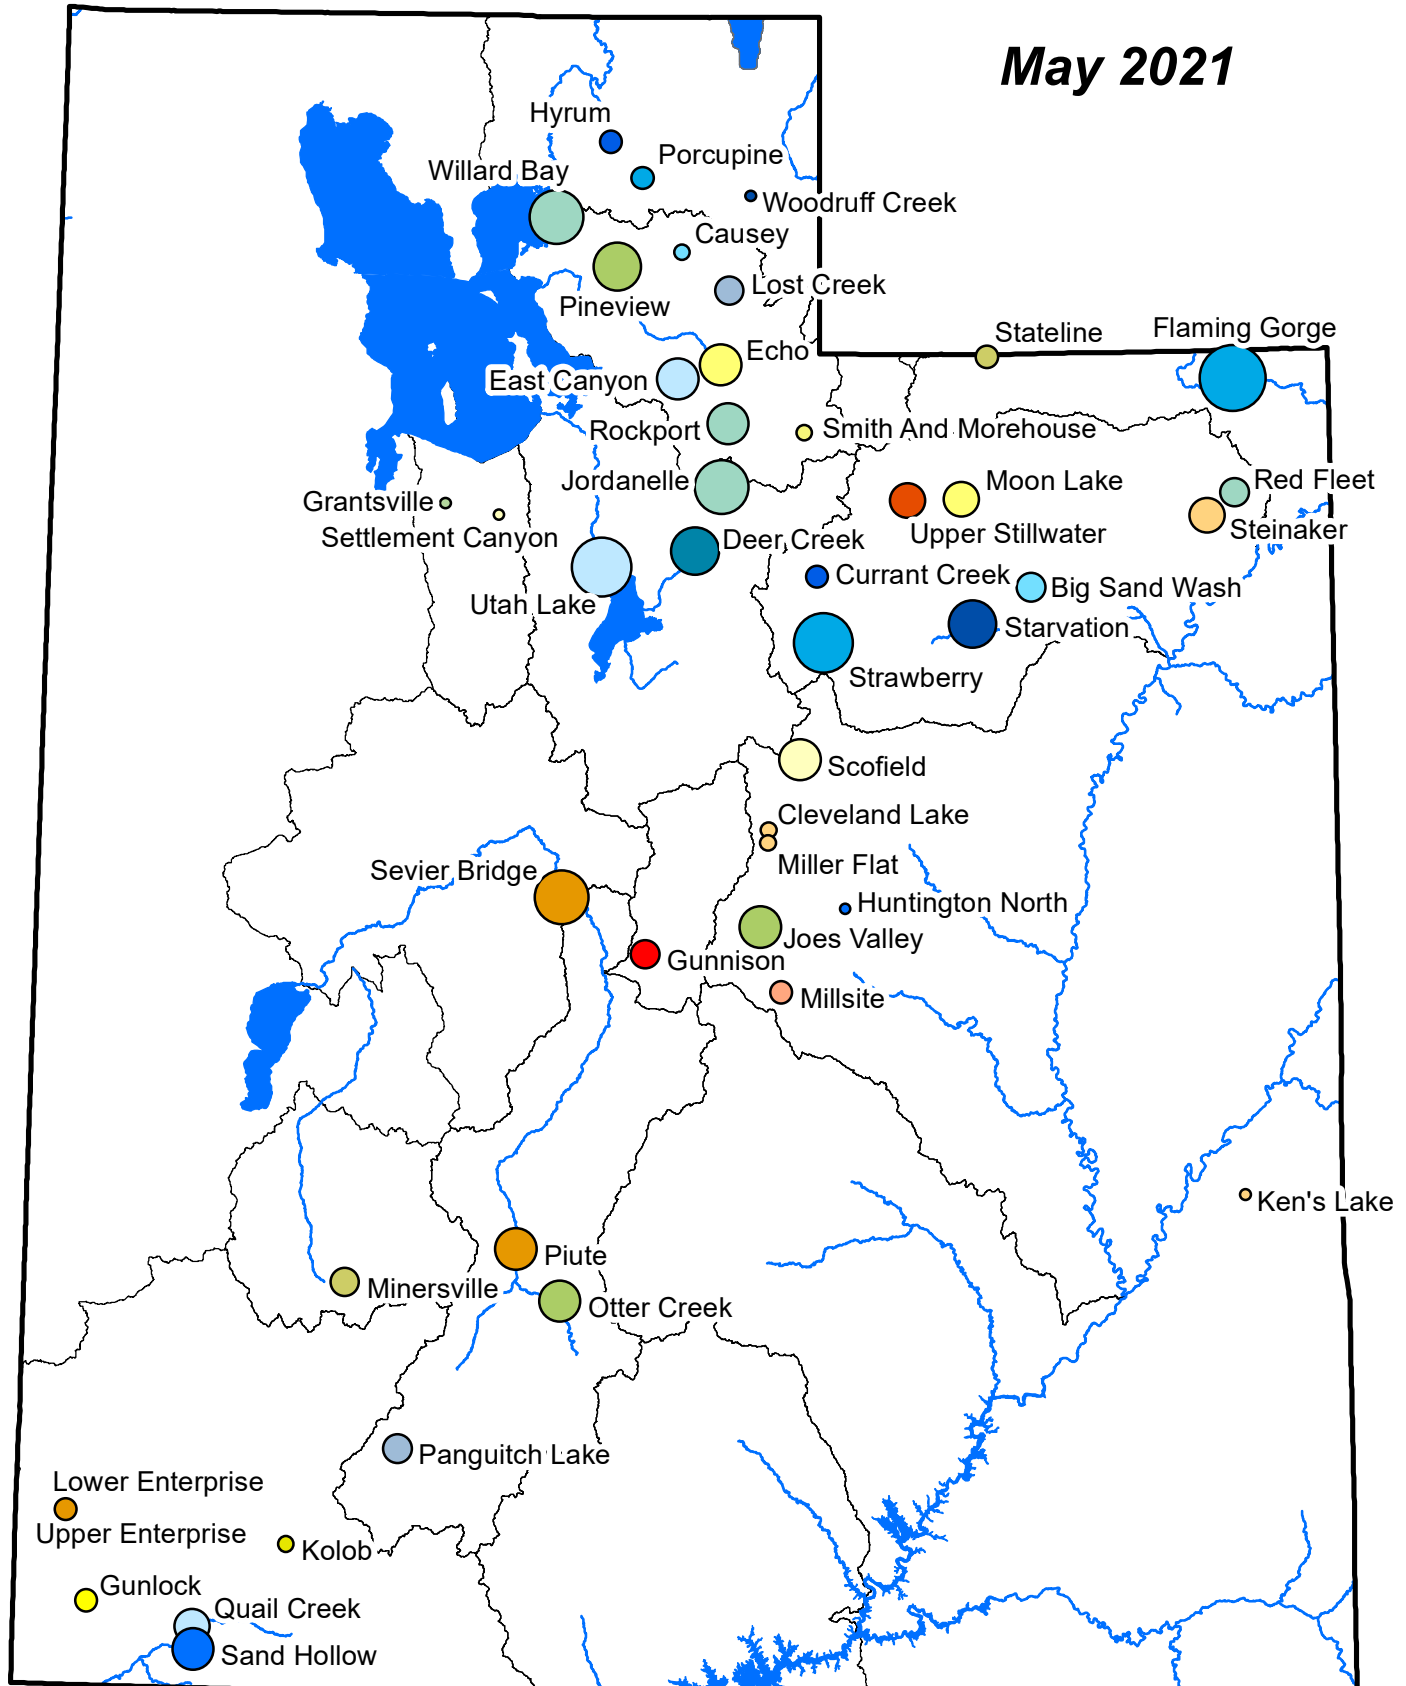 May 2021
Hyrum
Porcupine
Willard Bay
Woodruff Creek
Causey
Lost Creek
Pineview
Stateline
Flaming Gorge
Echo
East Canyon
Rockport
Smith And Morehouse
Jordanelle
Moon Lake
Red Fleet
Grantsville
Upper Stillwater
Steinaker
Settlement Canyon
Deer Creek
Currant Creek
Big Sand Wash
Utah Lake
Starvation
Strawberry
Scofield
Cleveland Lake
Miller Flat
Sevier Bridge
Huntington North
Joes Valley
Gunnison
Millsite
Ken's Lake
Piute
Minersville
Otter Creek
Panguitch Lake
Lower Enterprise
Upper Enterprise
Kolob
Gunlock
Quail Creek
Sand Hollow